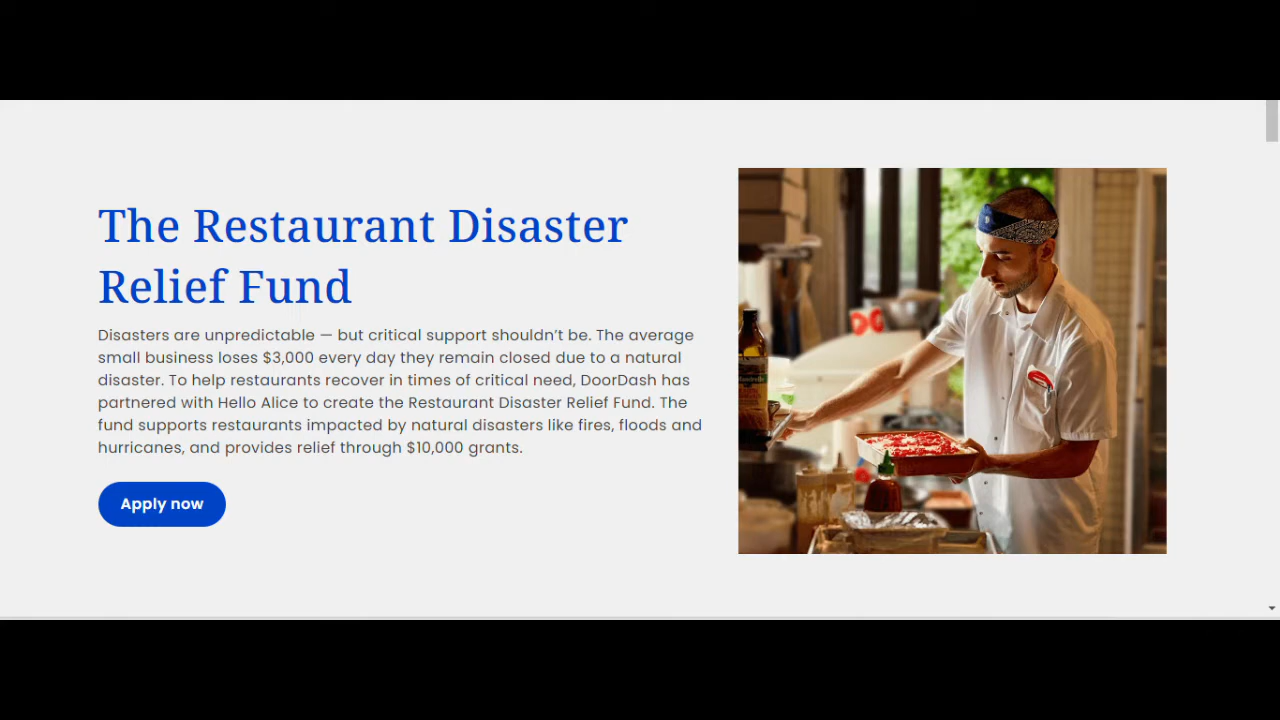 The Restaurant Disaster
Relief Fund
Disasters are unpredictable — but critical support shouldn’t be. The average
small business loses $3,000 every day they remain closed due to a natural
disaster. To help restaurants recover in times of critical need, DoorDash has
partnered with Hello Alice to create the Restaurant Disaster Relief Fund. The
fund supports restaurants impacted by natural disasters like fires, floods and
hurricanes, and provides relief through $10,000 grants.
Apply now